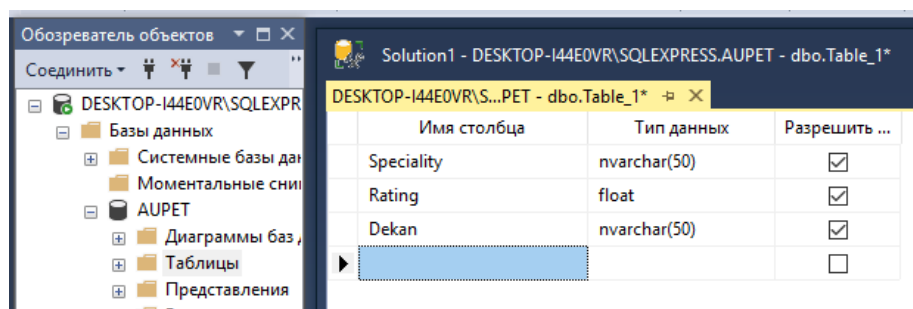 Обозреватель объектов
Соединить
DESKTOP-I44E0VR\SQLEXPR
Базы данных
Системные базы дан
Моментальные сни
AUPET
Диаграммы баз
Таблицы
Представления
Solution1 - DESKTOP-I44E0VR\SQLEXPRESS.AUPET - dbo.Table_1*
DESKTOP-I44E0VR\S...PET - dbo.Table_1*
Имя столбца Тип данных Разрешить ...
Speciality nvarchar(50)
Rating float
Dekan nvarchar(50)